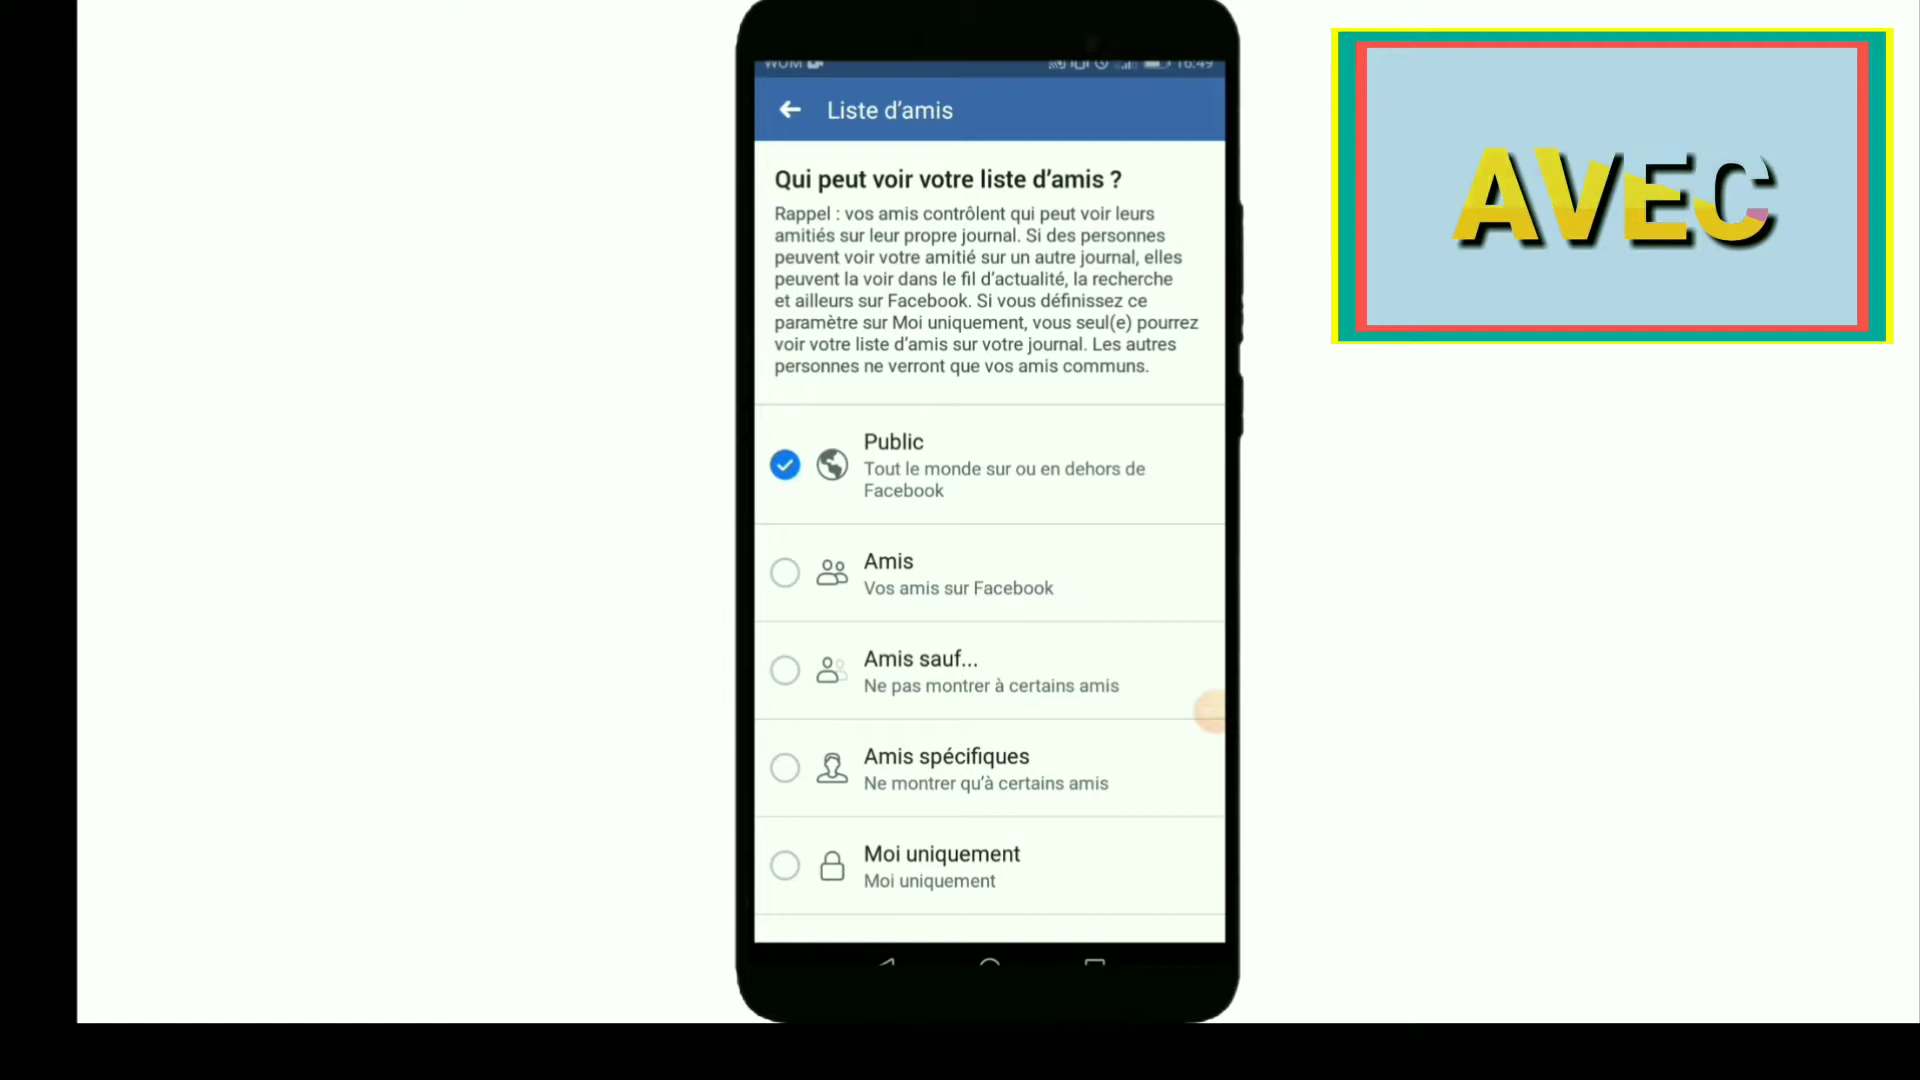 WOM
16:49
Liste d'amis
Qui peut voir votre liste d'amis ?
Rappel : vos amis contrôlent qui peut voir leurs
amitiés sur leur propre journal. Si des personnes
peuvent voir votre amitié sur un autre journal, elles
peuvent la voir dans le fil d'actualité, la recherche
et ailleurs sur Facebook. Si vous définissez ce
paramètre sur Moi uniquement, vous seul(e) pourrez
voir votre liste d'amis sur votre journal. Les autres
personnes ne verront que vos amis communs.
Public
Tout le monde sur ou en dehors de
Facebook
Amis
Vos amis sur Facebook
Amis sauf...
Ne pas montrer à certains amis
Amis spécifiques
Ne montrer qu'à certains amis
Moi uniquement
Moi uniquement
AVEC